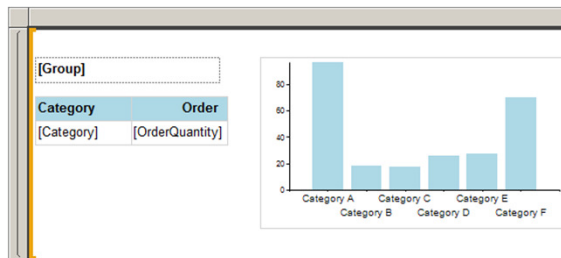 [Group]
Category Order
[Category] [OrderQuantity]
80
60
40
20
0
Category A Category C Category E
Category B Category D Category F